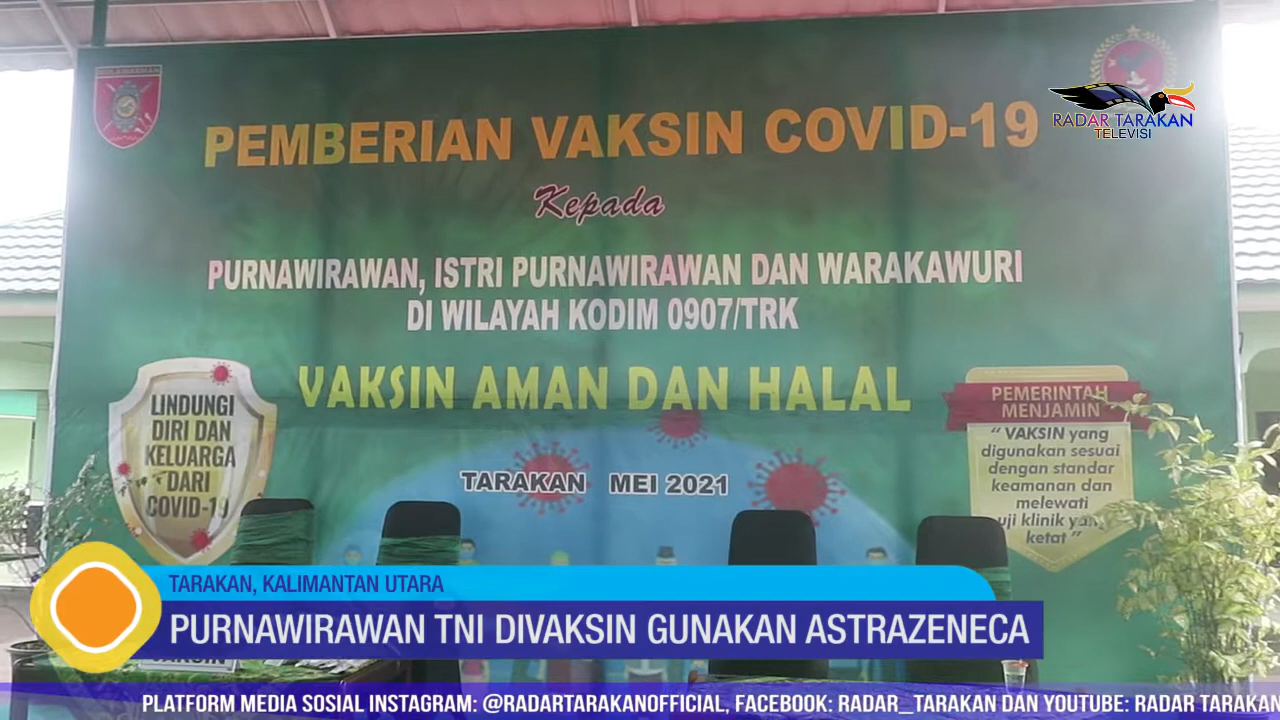 MULAWARMAN
RADAR TARAKAN
TELEVISI
PEMBERIAN VAKSIN COVID-19
Kepada
PURNAWIRAWAN, ISTRI PURNAWIRAWAN DAN WARAKAWURI
DI WILAYAH KODIM 0907/TRK
VAKSIN AMAN DAN HALAL
LINDUNGI
DIRI DAN
KELUARGA
DARI
COVID-19
PEMERINTAH
MENJAMIN
“ VAKSIN yang
digunakan sesuai
dengan standar
keamanan dan
melewati
uji klinik yang
ketat ”
TARAKAN MEI 2021
TARAKAN, KALIMANTAN UTARA
PURNAWIRAWAN TNI DIVAKSIN GUNAKAN ASTRAZENECA
VAKSIN
PLATFORM MEDIA SOSIAL INSTAGRAM: @RADARTARAKANOFFICIAL, FACEBOOK: RADAR_TARAKAN DAN YOUTUBE: RADAR TARAKAN